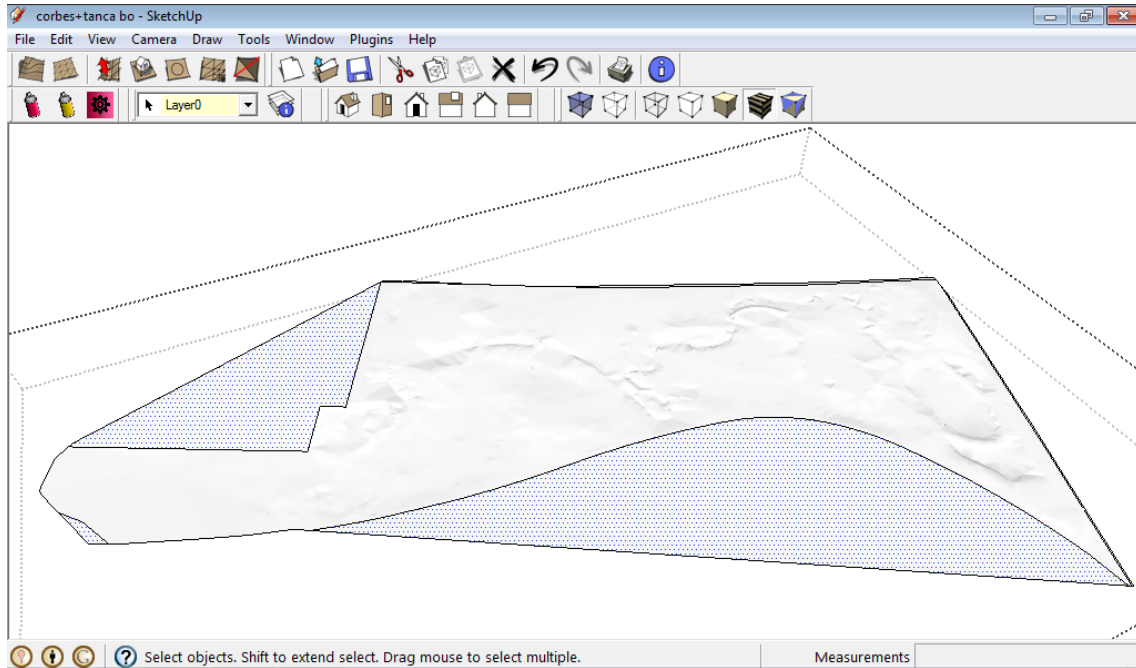 corbes+tanca bo - SketchUp
File Edit View Camera Draw Tools Window Plugins Help
Layer0
Select objects. Shift to extend select. Drag mouse to select multiple.
Measurements